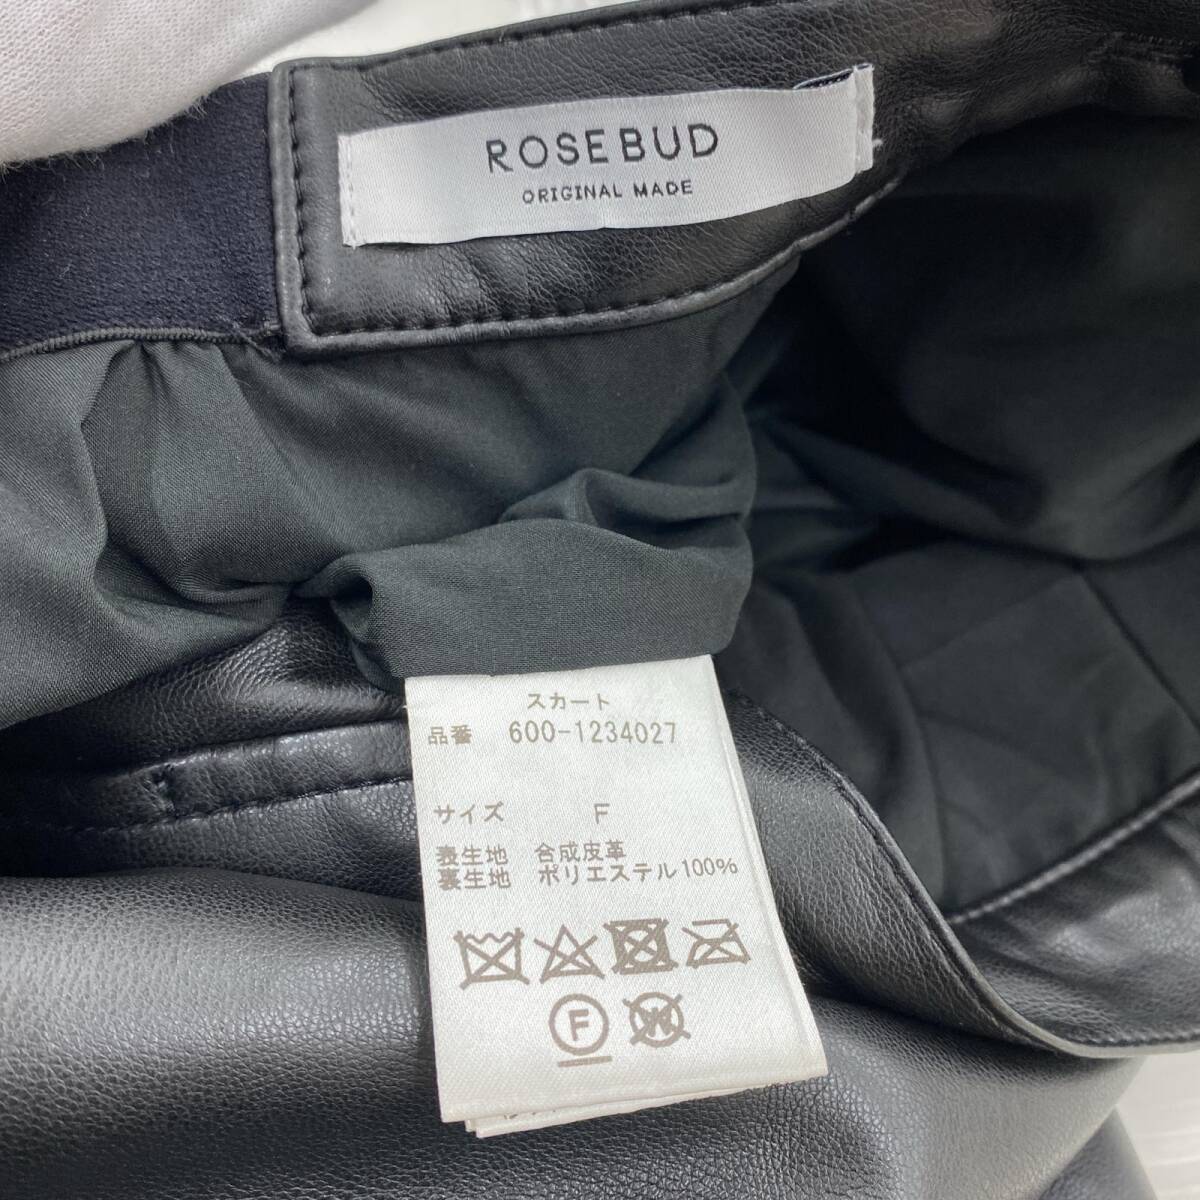 ROSEBUD
ORIGINAL MADE
スカート
品番 600-1234027
サイズ F
表生地 合成皮革
裏生地 ポリエステル100%
F W